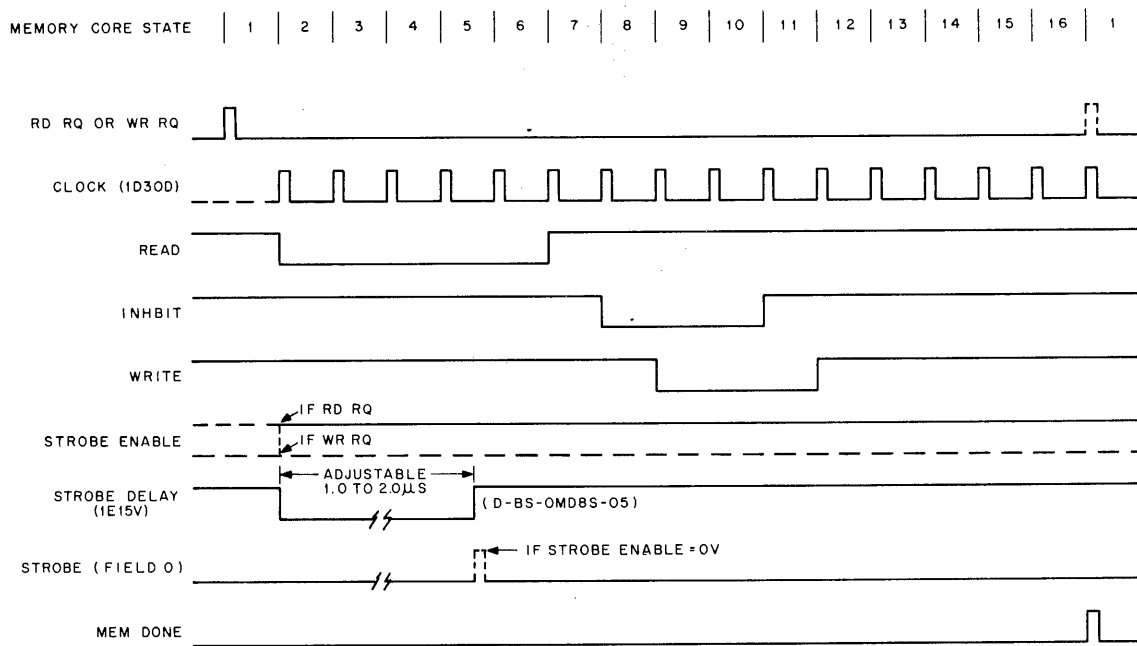 MEMORY CORE STATE 1 2 3 4 5 6 7 8 9 10 11 12 13 14 15 16 1
RD RQ OR WR RQ
CLOCK (1D30D)
READ
INHBIT
WRITE
IF RD RQ
STROBE ENABLE
IF WR RQ
ADJUSTABLE
1.0 TO 2.0μS
STROBE DELAY
(1E15V)
(D-BS-OMD8S-05)
IF STROBE ENABLE=0V
STROBE (FIELD 0)
MEM DONE